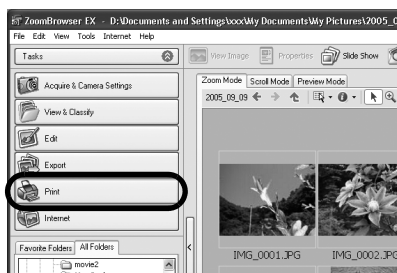 ZoomBrowser EX - D:\Documents and Settings\xxx\My Documents\My Pictures\2005_0
File Edit View Tools Internet Help
Tasks
View Image Properties Slide Show
Acquire & Camera Settings
View & Classify
Edit
Export
Print
Internet
Zoom Mode Scroll Mode Preview Mode
2005_09_09
IMG_0001.JPG IMG_0002.JPG
Favorite Folders All Folders
movie2